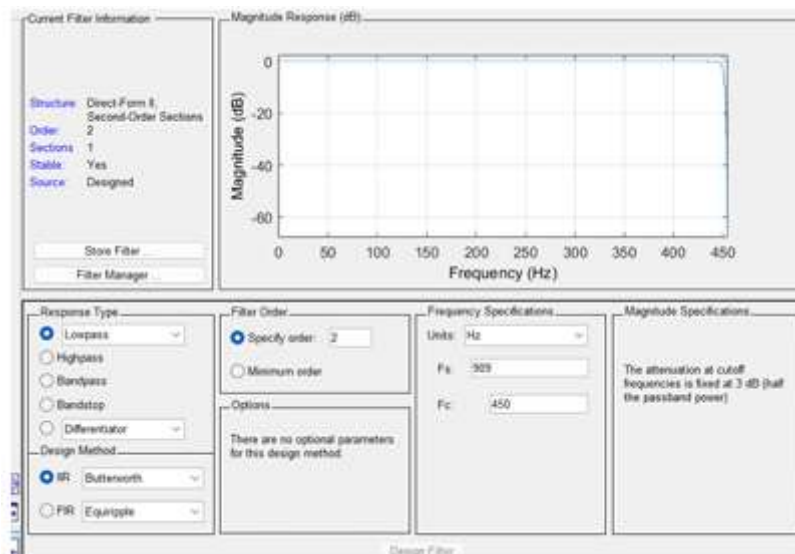 Current Filter Information
Structure: Direct-Form II,
Second-Order Sections
Order: 2
Sections: 1
Stable: Yes
Source: Designed
Store Filter ...
Filter Manager ...
Magnitude Response (dB)
Magnitude (dB)
0
-20
-40
-60
0 50 100 150 200 250 300 350 400 450
Frequency (Hz)
Response Type
Lowpass
Highpass
Bandpass
Bandstop
Differentiator
Design Method
IIR Butterworth
FIR Equiripple
Filter Order
Specify order: 2
Minimum order
Options
There are no optional parameters
for this design method.
Frequency Specifications
Units: Hz
Fs: 909
Fc: 450
Magnitude Specifications
The attenuation at cutoff
frequencies is fixed at 3 dB (half
the passband power)
Design Filter